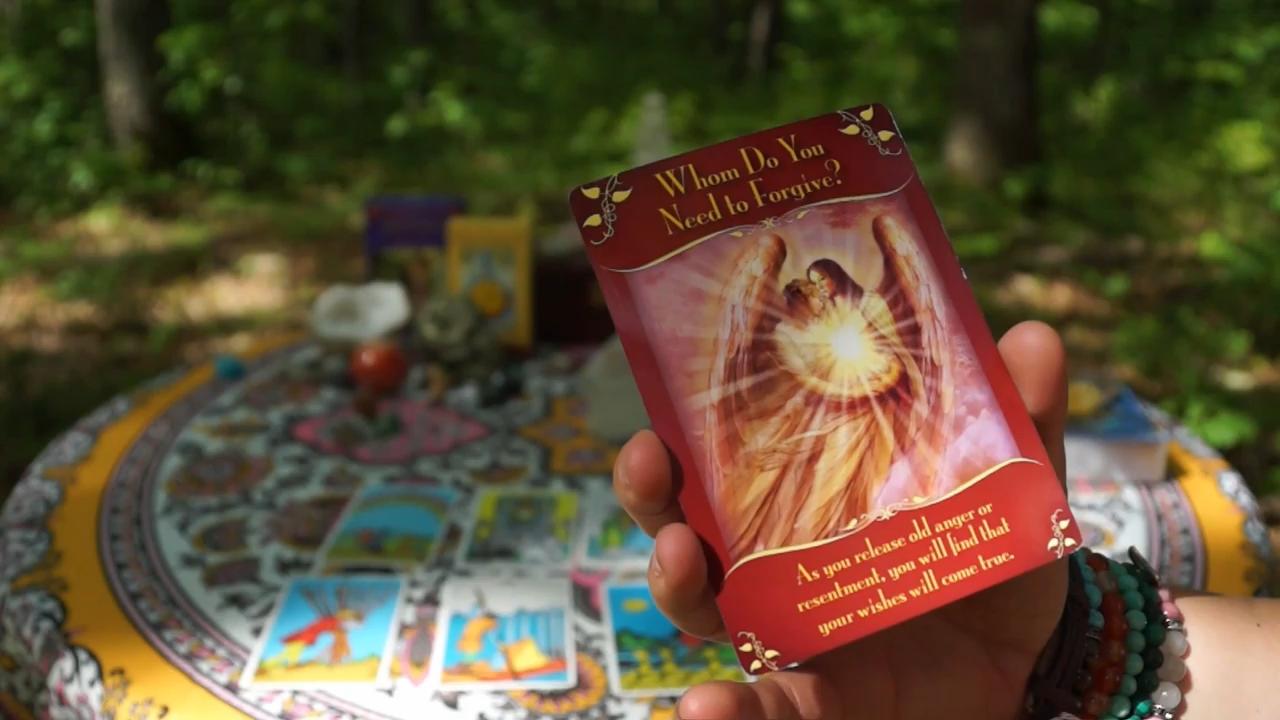 Whom Do You
Need to Forgive?
As you release old anger or
resentment, you will find that
your wishes will come true.